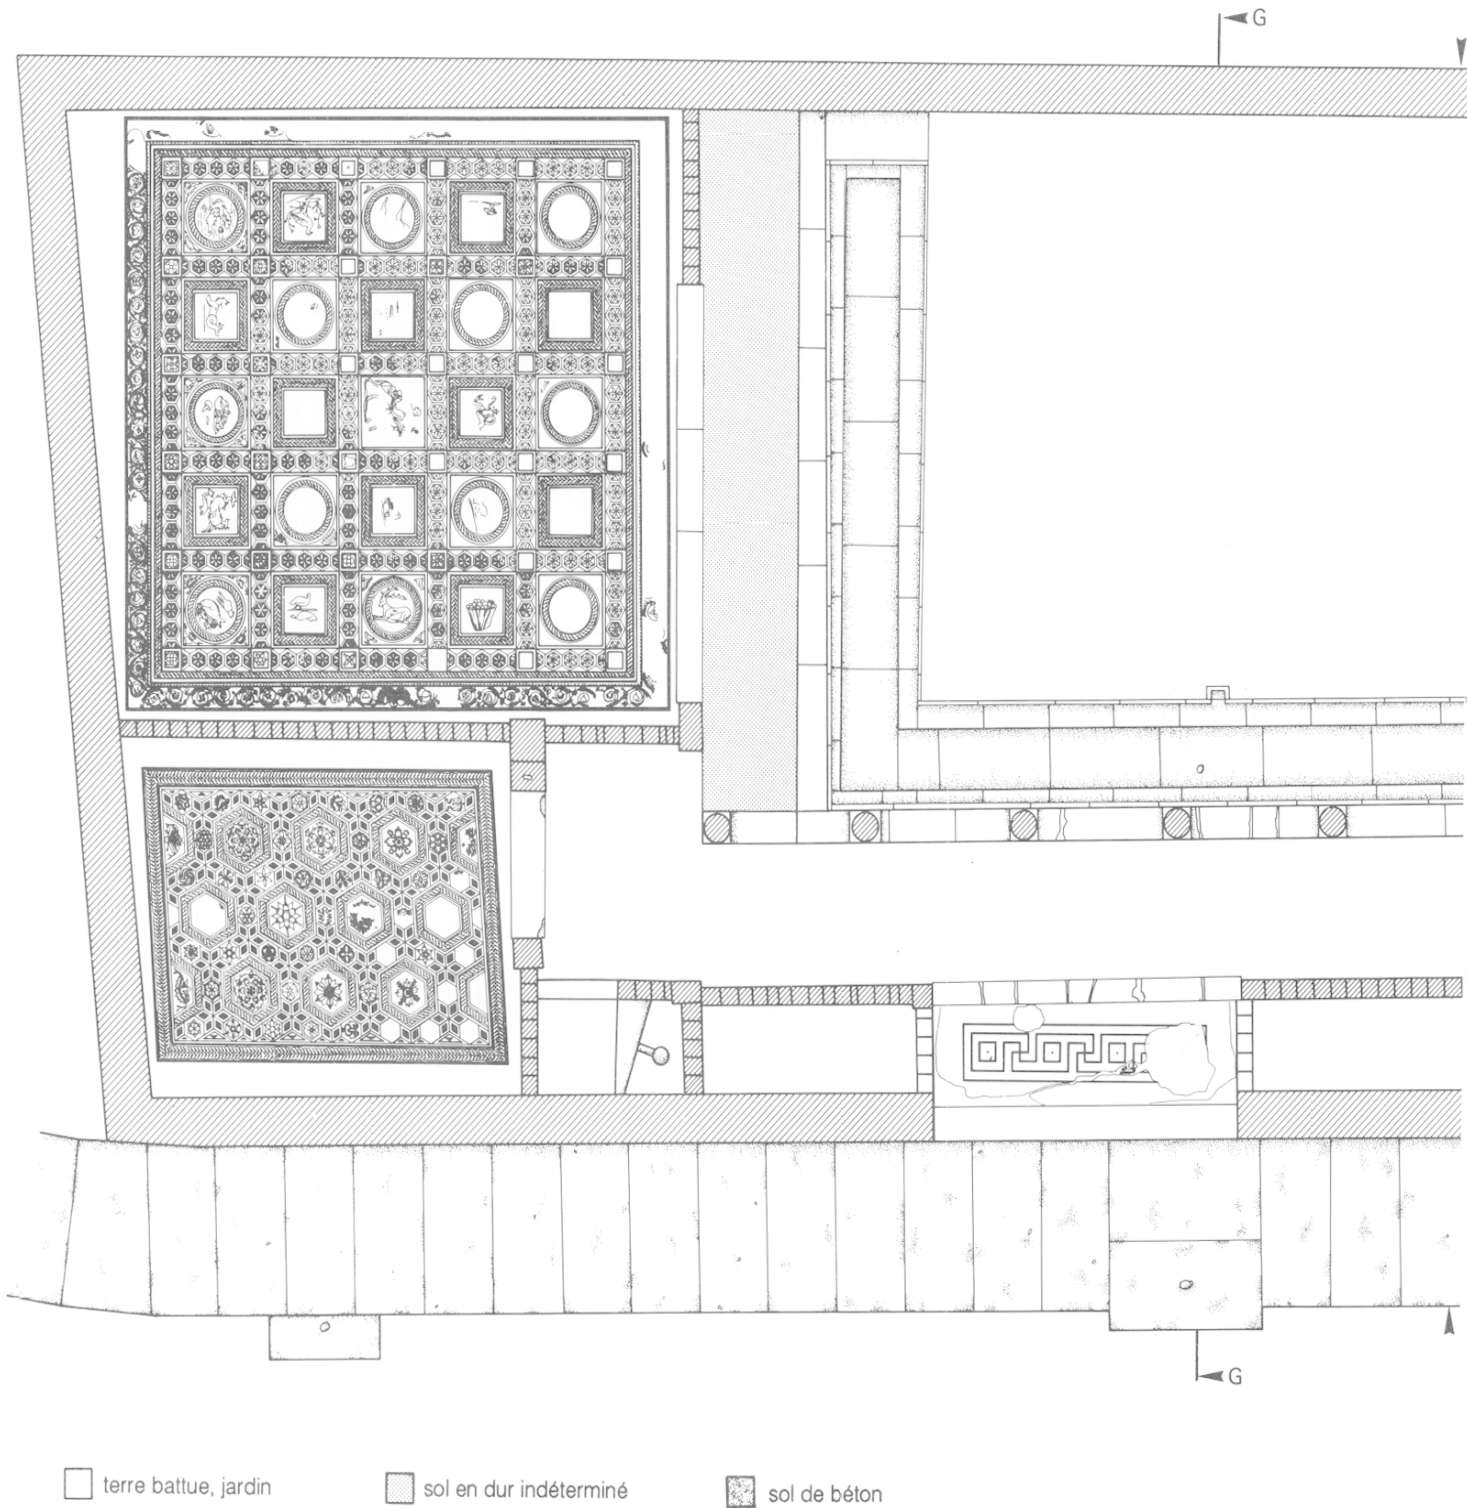 G
G
terre battue, jardin
sol en dur indéterminé
sol de béton